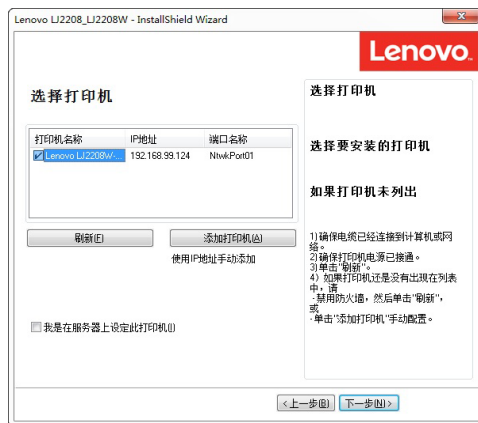 Lenovo LJ2208_LJ2208W - InstallShield Wizard
Lenovo
选择打印机
打印机名称 IP地址 端口名称
Lenovo LJ2208W-... 192.168.99.124 NtwkPort01
刷新(F)
添加打印机(A)
使用IP地址手动添加
我是在服务器上设定此打印机(I)
选择打印机
选择要安装的打印机
如果打印机未列出
1)确保电缆已经连接到计算机或网
络。
2)确保打印机电源已接通。
3)单击"刷新"。
4) 如果打印机还是没有出现在列表
中，请
-禁用防火墙，然后单击"刷新"，
或
-单击"添加打印机"手动配置。
<上一步(B)
下一步(N)>